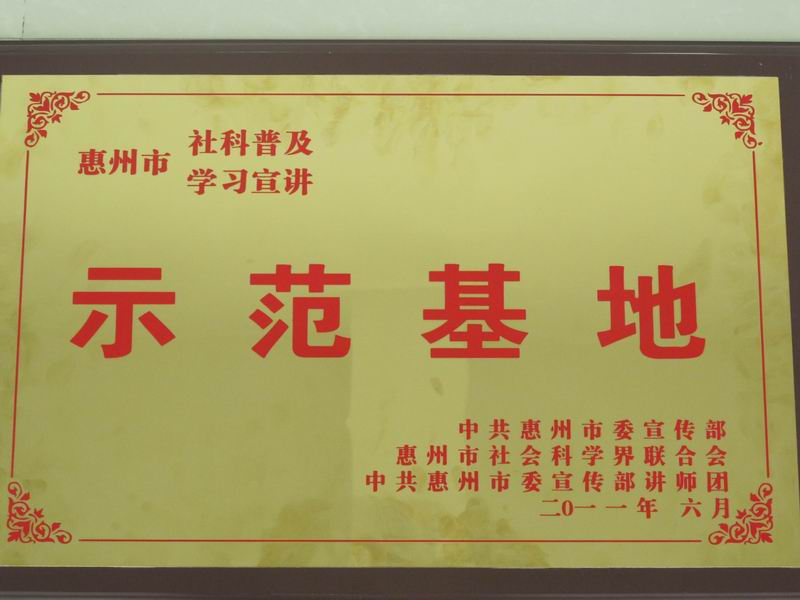 惠州市
社科普及
学习宣讲
示范基地
中共惠州市委宣传部
惠州市社会科学界联合会
中共惠州市委宣传部讲师团
二0一一年 六月